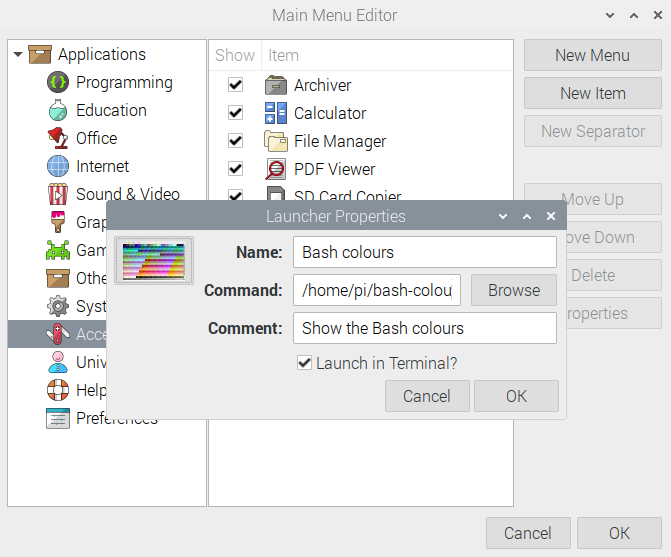 Main Menu Editor
Applications
Programming
Education
Office
Internet
Sound & Video
Grap
Gam
Othe
Syst
Acce
Univ
Help
Preferences
Show Item
Archiver
Calculator
File Manager
PDF Viewer
SD Card Copier
New Menu
New Item
New Separator
Move Up
ove Down
Delete
roperties
Launcher Properties
Name: Bash colours
Command: /home/pi/bash-colou Browse
Comment: Show the Bash colours
Launch in Terminal?
Cancel OK
Cancel OK